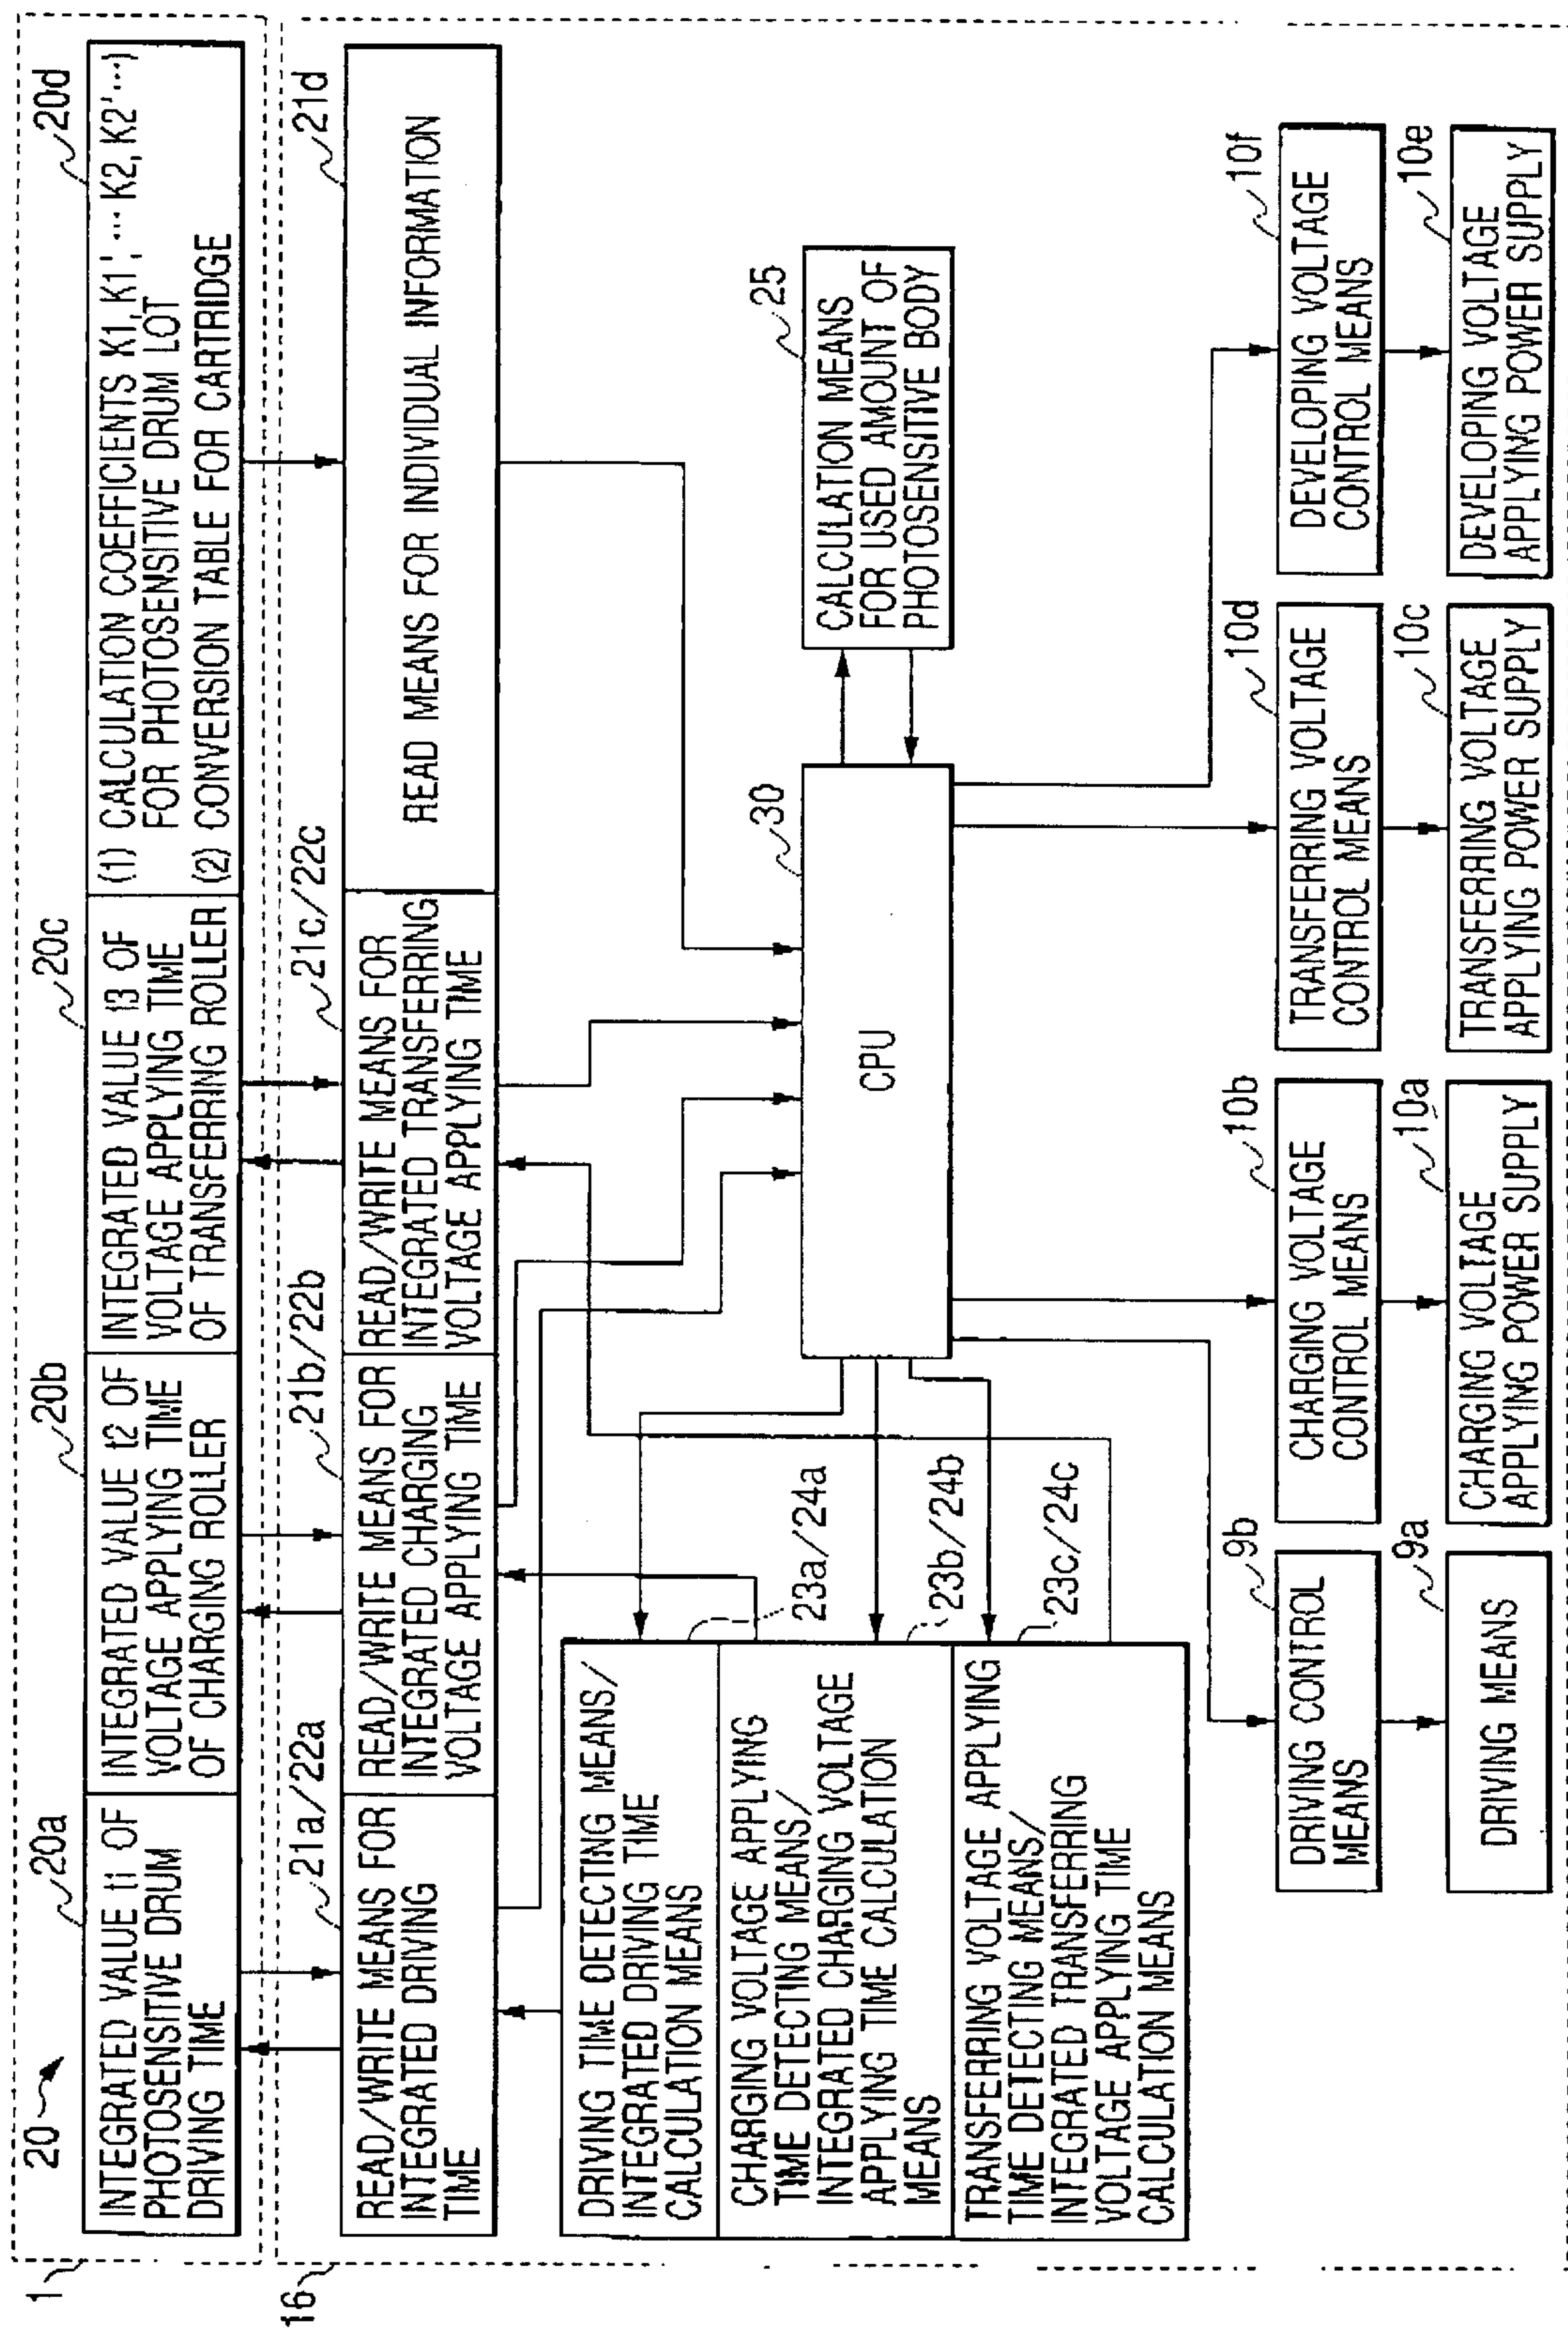 1
20
20a
INTEGRATED VALUE t1 OF
PHOTOSENSITIVE DRUM
DRIVING TIME
20b
INTEGRATED VALUE t2 OF
VOLTAGE APPLYING TIME
OF CHARGING ROLLER
20c
INTEGRATED VALUE t3 OF
VOLTAGE APPLYING TIME
OF TRANSFERRING ROLLER
20d
(1) CALCULATION COEFFICIENTS K1, K1', ··· K2, K2'···)
FOR PHOTOSENSITIVE DRUM LOT
(2) CONVERSION TABLE FOR CARTRIDGE
16
21a/22a
READ/WRITE MEANS FOR
INTEGRATED DRIVING
TIME
21b/22b
READ/WRITE MEANS FOR
INTEGRATED CHARGING
VOLTAGE APPLYING TIME
21c/22c
READ/WRITE MEANS FOR
INTEGRATED TRANSFERRING
VOLTAGE APPLYING TIME
21d
READ MEANS FOR INDIVIDUAL INFORMATION
DRIVING TIME DETECTING MEANS/
INTEGRATED DRIVING TIME
CALCULATION MEANS
23a/24a
CHARGING VOLTAGE APPLYING
TIME DETECTING MEANS/
INTEGRATED CHARGING VOLTAGE
APPLYING TIME CALCULATION
MEANS
23b/24b
TRANSFERRING VOLTAGE APPLYING
TIME DETECTING MEANS/
INTEGRATED TRANSFERRING
VOLTAGE APPLYING TIME
CALCULATION MEANS
23c/24c
30
CPU
25
CALCULATION MEANS
FOR USED AMOUNT OF
PHOTOSENSITIVE BODY
9b
DRIVING CONTROL
MEANS
10b
CHARGING VOLTAGE
CONTROL MEANS
10d
TRANSFERRING VOLTAGE
CONTROL MEANS
10f
DEVELOPING VOLTAGE
CONTROL MEANS
9a
DRIVING MEANS
10a
CHARGING VOLTAGE
APPLYING POWER SUPPLY
10c
TRANSFERRING VOLTAGE
APPLYING POWER SUPPLY
10e
DEVELOPING VOLTAGE
APPLYING POWER SUPPLY